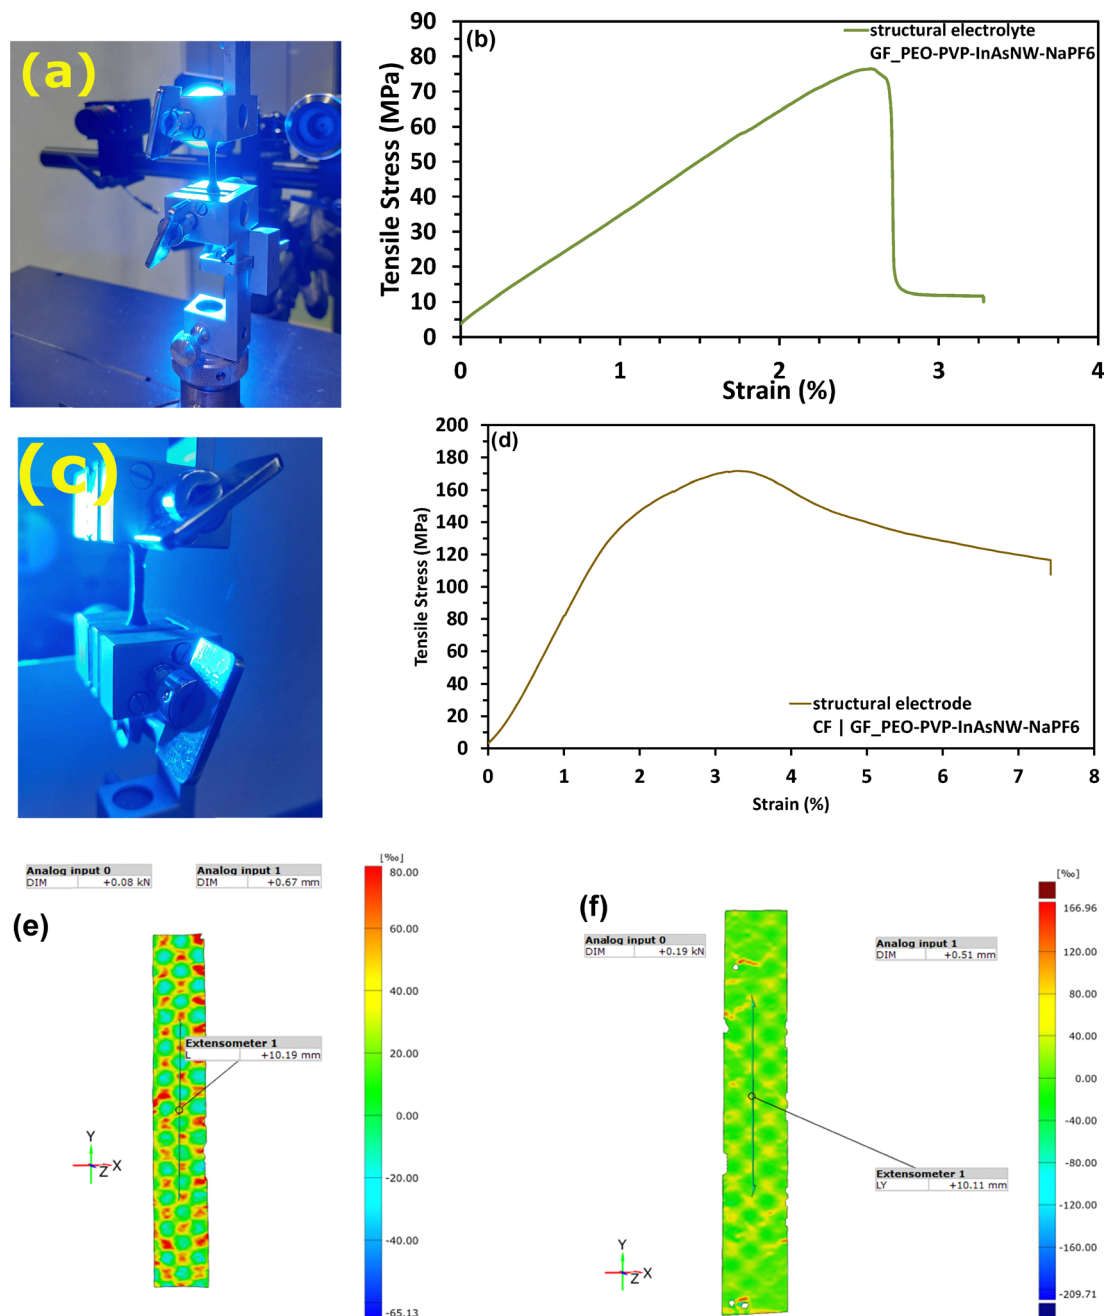 (a)
(b)
structural electrolyte
GF_PEO-PVP-InAsNW-NaPF6
Tensile Stress (MPa)
90
80
70
60
50
40
30
20
10
0
0 1 2 3 4
Strain (%)
(c)
(d)
Tensile Stress (MPa)
200
180
160
140
120
100
80
60
40
20
0
structural electrode
CF | GF_PEO-PVP-InAsNW-NaPF6
0 1 2 3 4 5 6 7 8
Strain (%)
(e)
Analog input 0
DIM +0.08 kN
Analog input 1
DIM +0.67 mm
[‰]
80.00
60.00
40.00
20.00
0.00
-20.00
-40.00
-65.13
Extensometer 1
L +10.19 mm
Y
Z X
(f)
Analog input 0
DIM +0.19 kN
Analog input 1
DIM +0.51 mm
[‰]
166.96
120.00
80.00
40.00
0.00
-40.00
-80.00
-120.00
-160.00
-209.71
Extensometer 1
LY +10.11 mm
Y
Z X